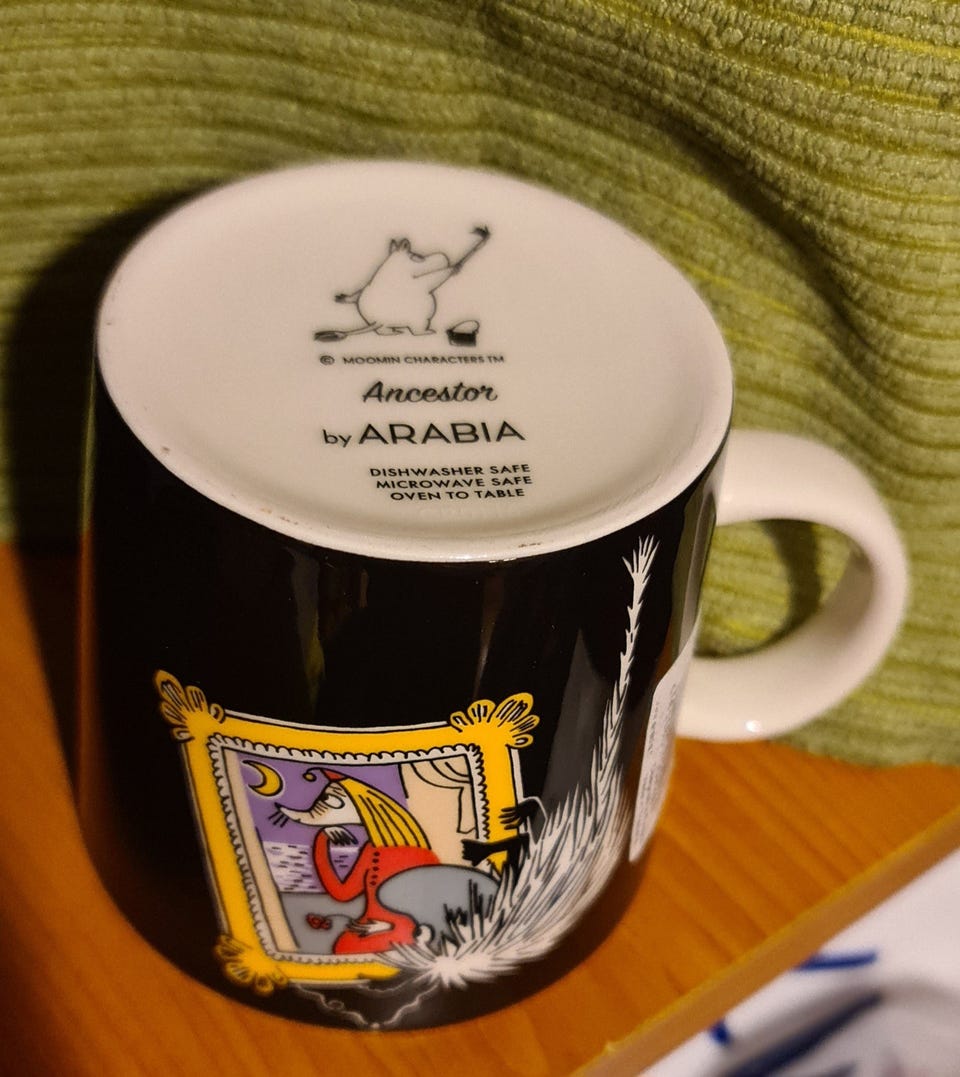 © MOOMIN CHARACTERS TM
Ancestor
by ARABIA
DISHWASHER SAFE
MICROWAVE SAFE
OVEN TO TABLE